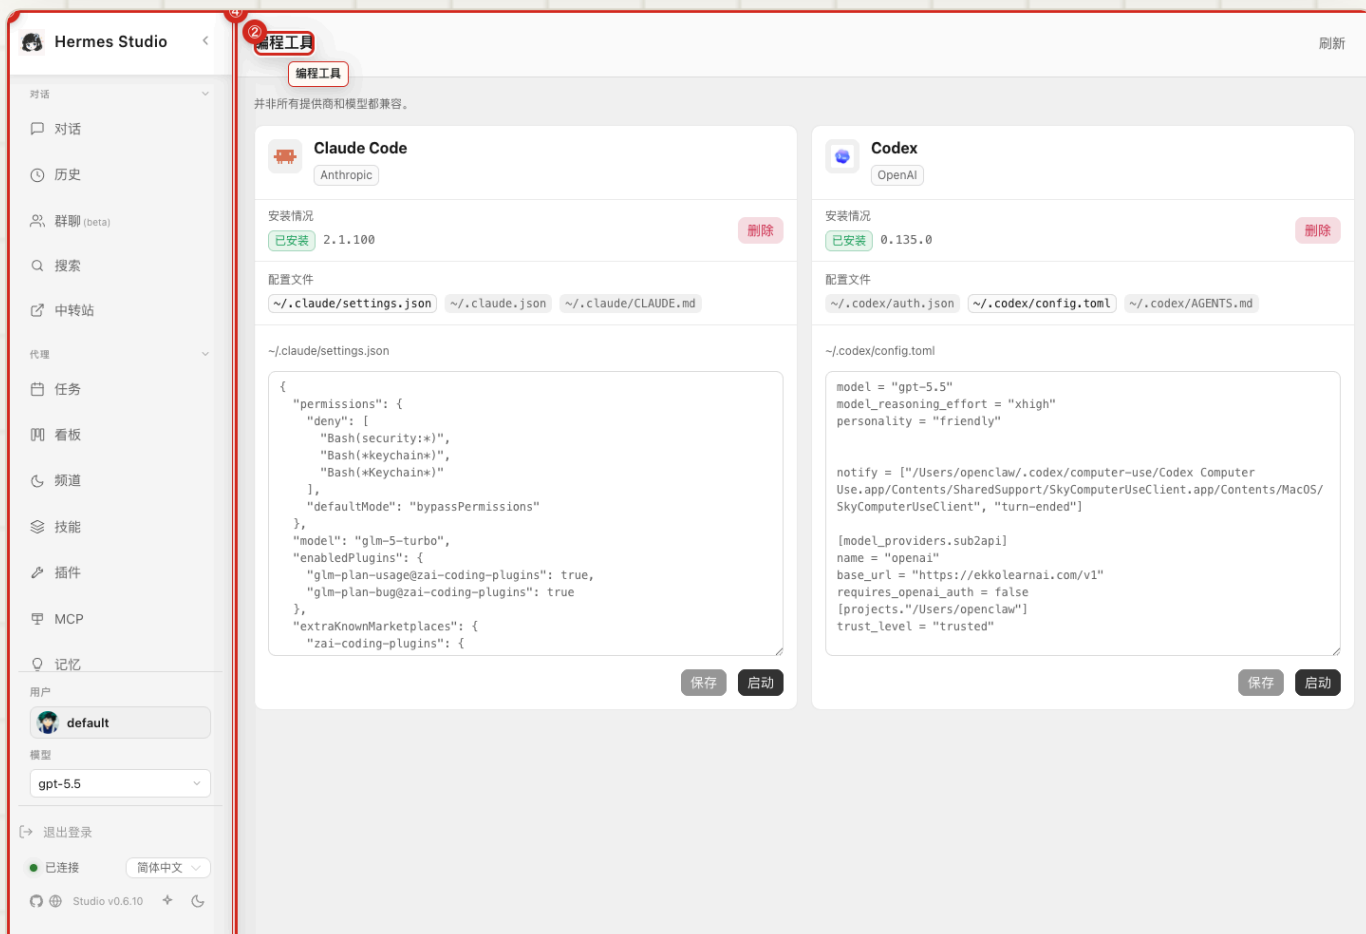 Hermes Studio
对话
对话
历史
群聊 (beta)
搜索
中转站
代理
任务
看板
频道
技能
插件
MCP
记忆
用户
default
模型
gpt-5.5
退出登录
已连接
简体中文
Studio v0.6.10
④
②
编程工具
编程工具
刷新
并非所有提供商和模型都兼容。
Claude Code
Anthropic
安装情况
已安装 2.1.100
删除
配置文件
~/.claude/settings.json ~/.claude.json ~/.claude/CLAUDE.md
~/.claude/settings.json
{
  "permissions": {
    "deny": [
      "Bash(security:*)",
      "Bash(*keychain*)",
      "Bash(*Keychain*)"
    ],
    "defaultMode": "bypassPermissions"
  },
  "model": "glm-5-turbo",
  "enabledPlugins": {
    "glm-plan-usage@zai-coding-plugins": true,
    "glm-plan-bug@zai-coding-plugins": true
  },
  "extraKnownMarketplaces": {
    "zai-coding-plugins": {
保存 启动
Codex
OpenAI
安装情况
已安装 0.135.0
删除
配置文件
~/.codex/auth.json ~/.codex/config.toml ~/.codex/AGENTS.md
~/.codex/config.toml
model = "gpt-5.5"
model_reasoning_effort = "xhigh"
personality = "friendly"
notify = ["/Users/openclaw/.codex/computer-use/Codex Computer
Use.app/Contents/SharedSupport/SkyComputerUseClient.app/Contents/MacOS/
SkyComputerUseClient", "turn-ended"]
[model_providers.sub2api]
name = "openai"
base_url = "https://ekkolearnai.com/v1"
requires_openai_auth = false
[projects."/Users/openclaw"]
trust_level = "trusted"
保存 启动